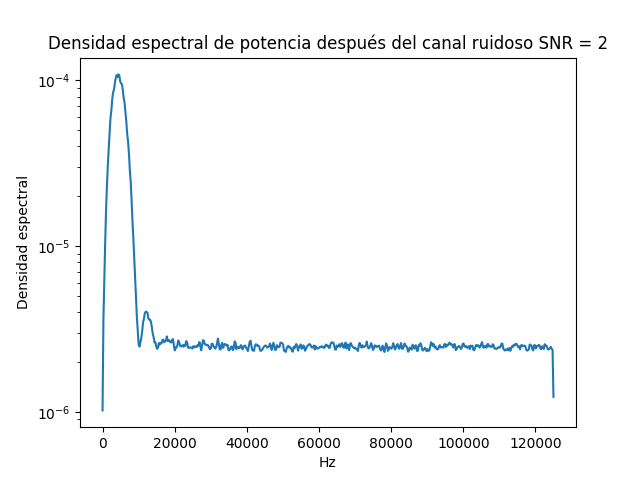 Densidad espectral de potencia después del canal ruidoso SNR = 2
Densidad espectral
10⁻⁴
10⁻⁵
10⁻⁶
0 20000 40000 60000 80000 100000 120000
Hz